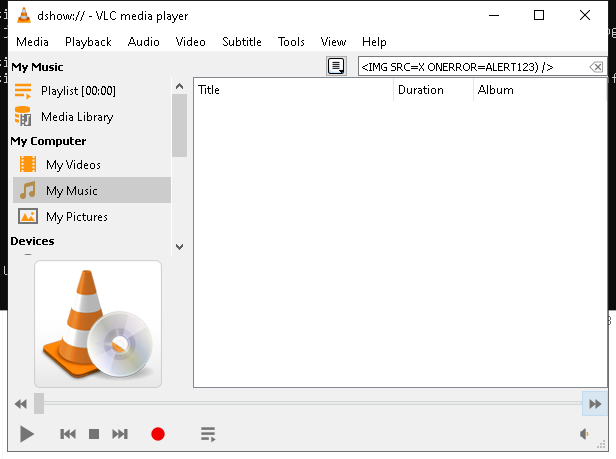 dshow:// - VLC media player
Media Playback Audio Video Subtitle Tools View Help
My Music
<IMG SRC=X ONERROR=ALERT123) />
Playlist [00:00]
Title Duration Album
Media Library
My Computer
My Videos
My Music
My Pictures
Devices